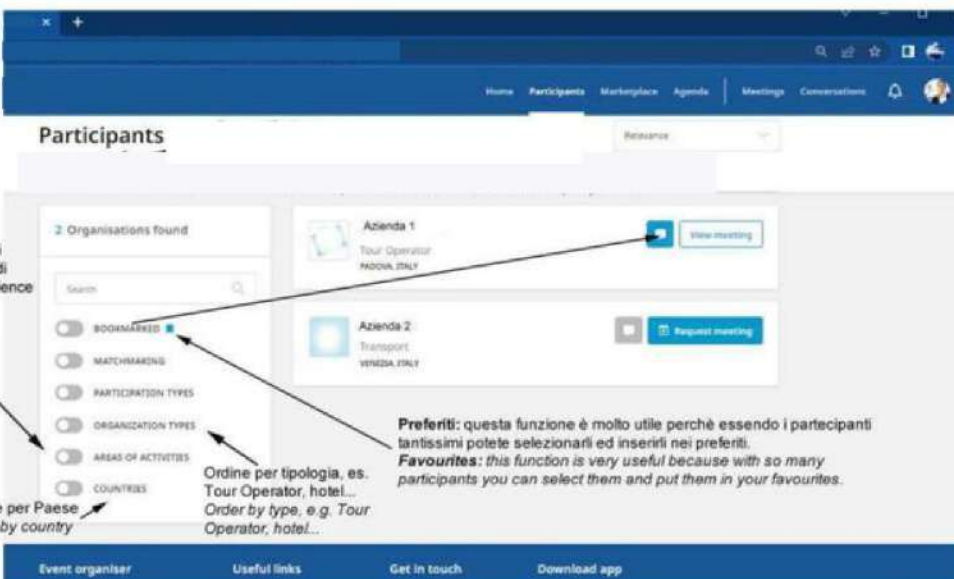 Home Participants Marketplace Agenda Meetings Conversations
Participants
Relevance
2 Organisations found
Search
BOOKMARKED
MATCHMAKING
PARTICIPATION TYPES
ORGANIZATION TYPES
AREAS OF ACTIVITIES
COUNTRIES
Azienda 1
Tour Operator
PADOVA, ITALY
View meeting
Azienda 2
Transport
VENEZIA, ITALY
Request meeting
di
ence
per Paese
by country
Ordine per tipologia, es.
Tour Operator, hotel...
Order by type, e.g. Tour
Operator, hotel...
Preferiti: questa funzione è molto utile perchè essendo i partecipanti
tantissimi potete selezionarli ed inserirli nei preferiti.
Favourites: this function is very useful because with so many
participants you can select them and put them in your favourites.
Event organiser Useful links Get in touch Download app